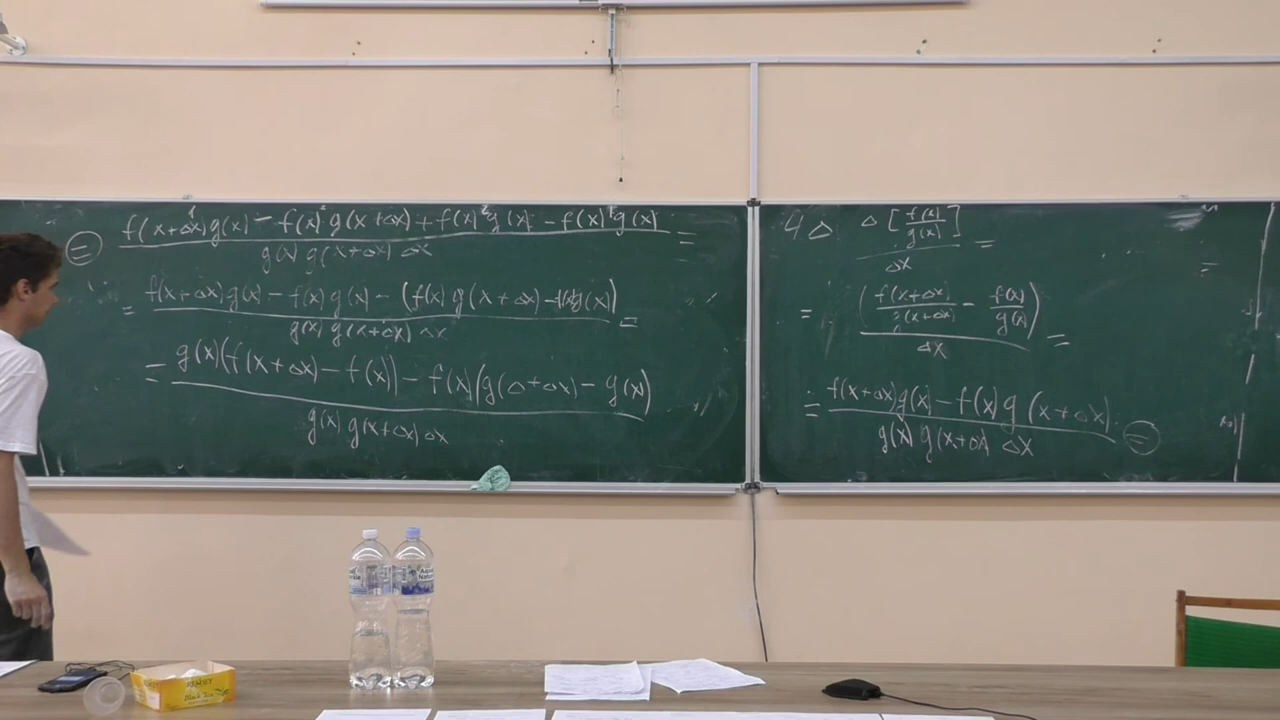 4△ Δ[f(x)/g(x)]/Δx =
= (f(x+Δx)/g(x+Δx) − f(x)/g(x))/Δx =
= f(x+Δx)g(x) − f(x)g(x+Δx) / g(x) g(x+Δx) Δx =
= f(x+Δx)g(x) − f(x)g(x+Δx) + f(x)g(x) − f(x)g(x) / g(x) g(x+Δx) Δx =
= f(x+Δx)g(x) − f(x)g(x) − (f(x)g(x+Δx) − f(x)g(x)) / g(x) g(x+Δx) Δx =
= g(x)(f(x+Δx) − f(x)) − f(x)(g(Δ+Δx) − g(x)) / g(x) g(x+Δx) Δx